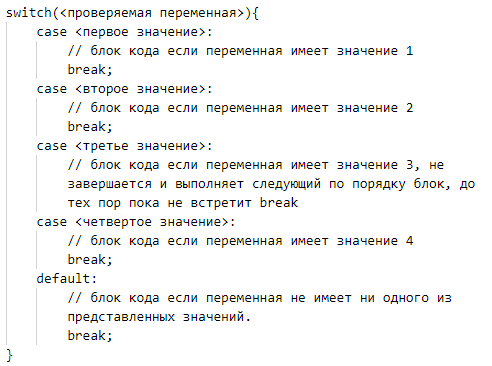 switch(<проверяемая переменная>){
case <первое значение>:
// блок кода если переменная имеет значение 1
break;
case <второе значение>:
// блок кода если переменная имеет значение 2
break;
case <третье значение>:
// блок кода если переменная имеет значение 3, не
завершается и выполняет следующий по порядку блок, до
тех пор пока не встретит break
case <четвертое значение>:
// блок кода если переменная имеет значение 4
break;
default:
// блок кода если переменная не имеет ни одного из
представленных значений.
break;
}